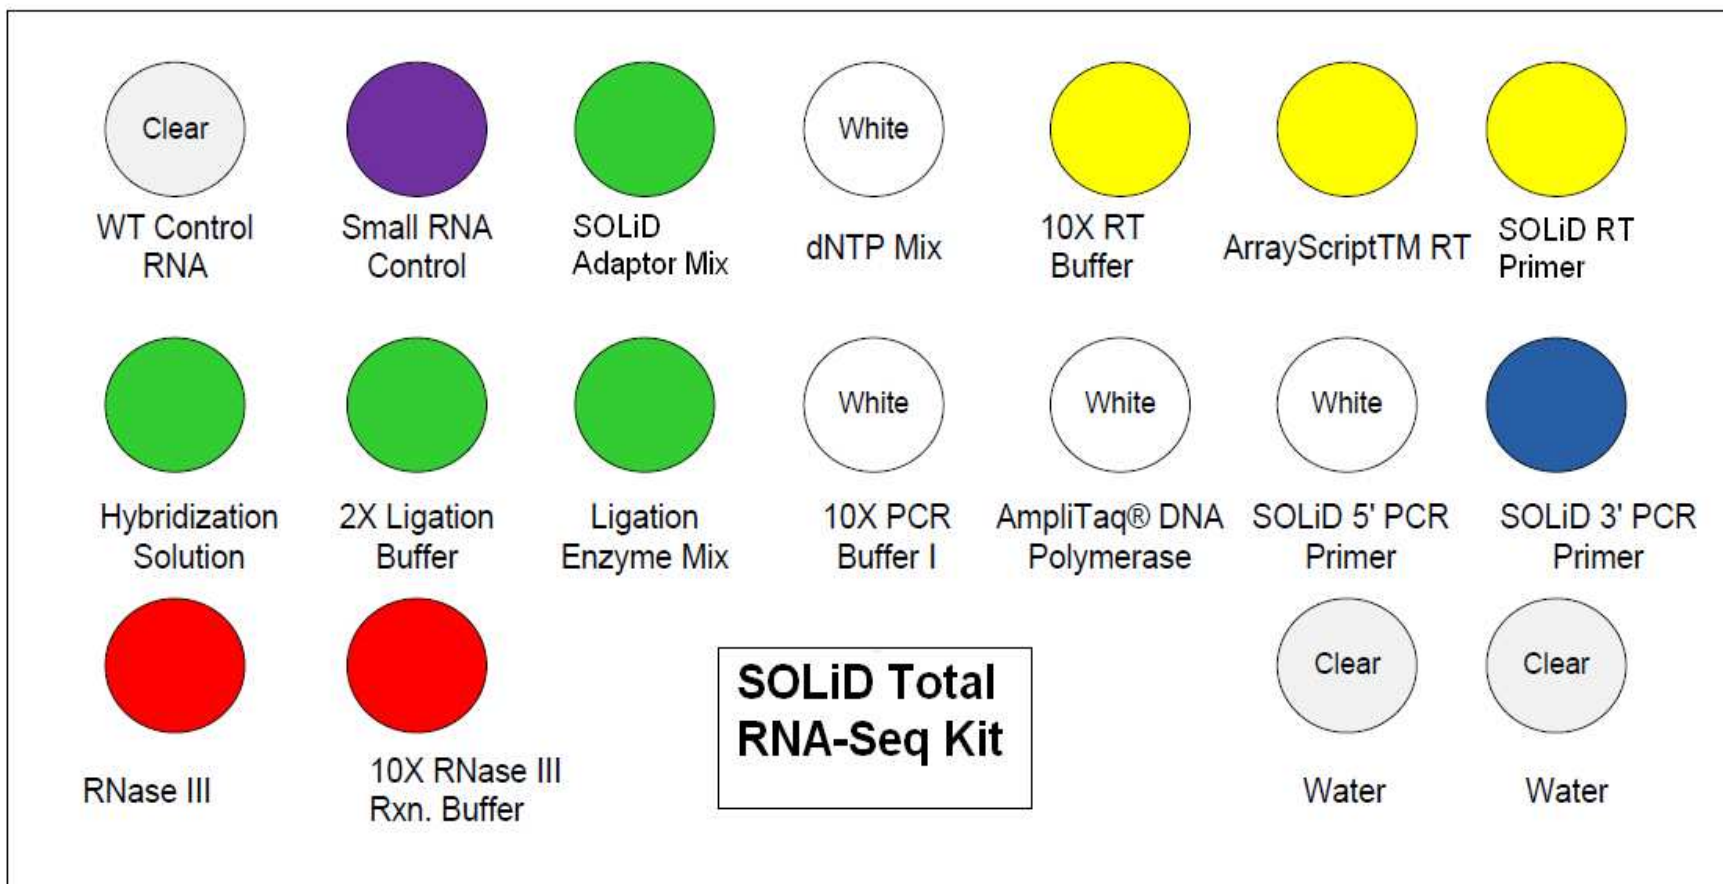 Clear
WT Control
RNA
Small RNA
Control
SOLiD
Adaptor Mix
White
dNTP Mix
10X RT
Buffer
ArrayScriptTM RT
SOLiD RT
Primer
Hybridization
Solution
2X Ligation
Buffer
Ligation
Enzyme Mix
White
10X PCR
Buffer I
White
AmpliTaq® DNA
Polymerase
White
SOLiD 5' PCR
Primer
SOLiD 3' PCR
Primer
RNase III
10X RNase III
Rxn. Buffer
SOLiD Total
RNA-Seq Kit
Clear
Water
Clear
Water